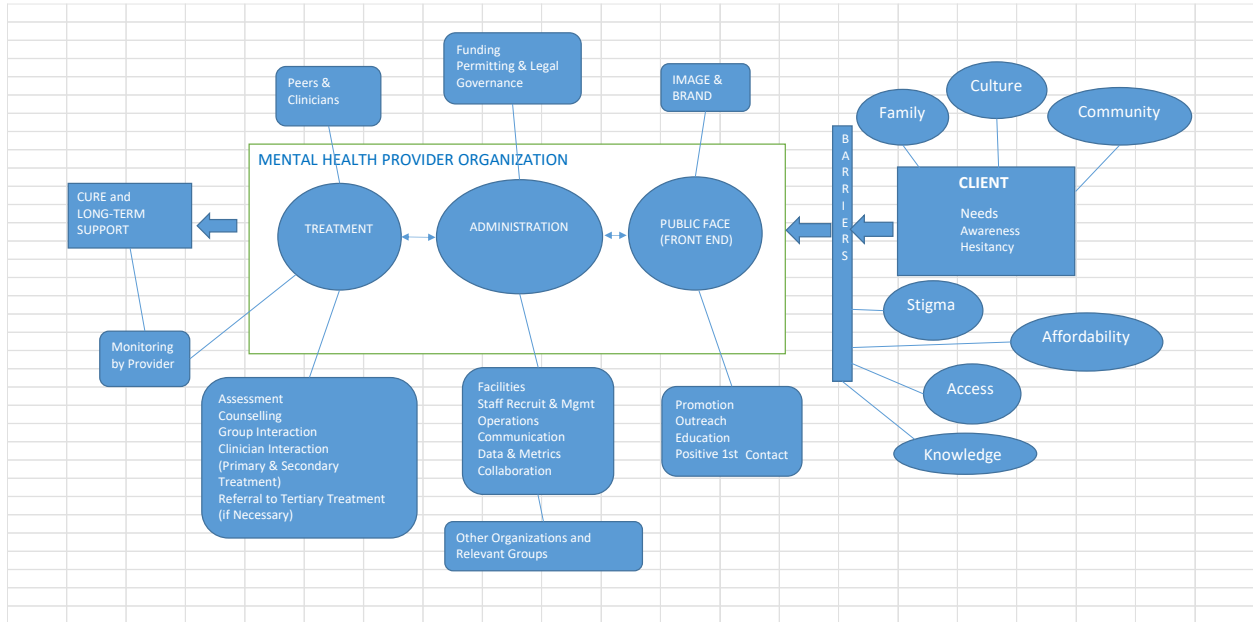 Funding
Permitting & Legal
Governance
Peers &
Clinicians
IMAGE &
BRAND
Family
Culture
Community
MENTAL HEALTH PROVIDER ORGANIZATION
CURE and
LONG-TERM
SUPPORT
TREATMENT
ADMINISTRATION
PUBLIC FACE
(FRONT END)
BARRIERS
CLIENT
Needs
Awareness
Hesitancy
Stigma
Affordability
Access
Knowledge
Monitoring
by Provider
Assessment
Counselling
Group Interaction
Clinician Interaction
(Primary & Secondary
Treatment)
Referral to Tertiary Treatment
(if Necessary)
Facilities
Staff Recruit & Mgmt
Operations
Communication
Data & Metrics
Collaboration
Promotion
Outreach
Education
Positive 1st Contact
Other Organizations and
Relevant Groups